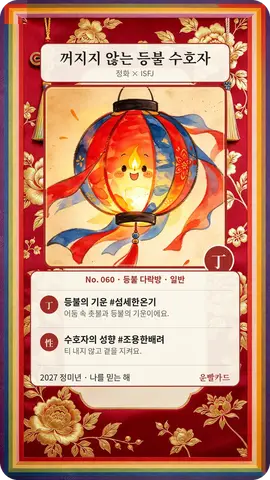 꺼지지 않는 등불 수호자
정화 × ISFJ
丁
No. 060 · 등불 다락방 · 일반
丁 등불의 기운 #섬세한온기
어둠 속 촛불과 등불의 기운이에요.
性 수호자의 성향 #조용한배려
티 내지 않고 곁을 지켜요.
2027 정미년 · 나를 믿는 해 운빨카드